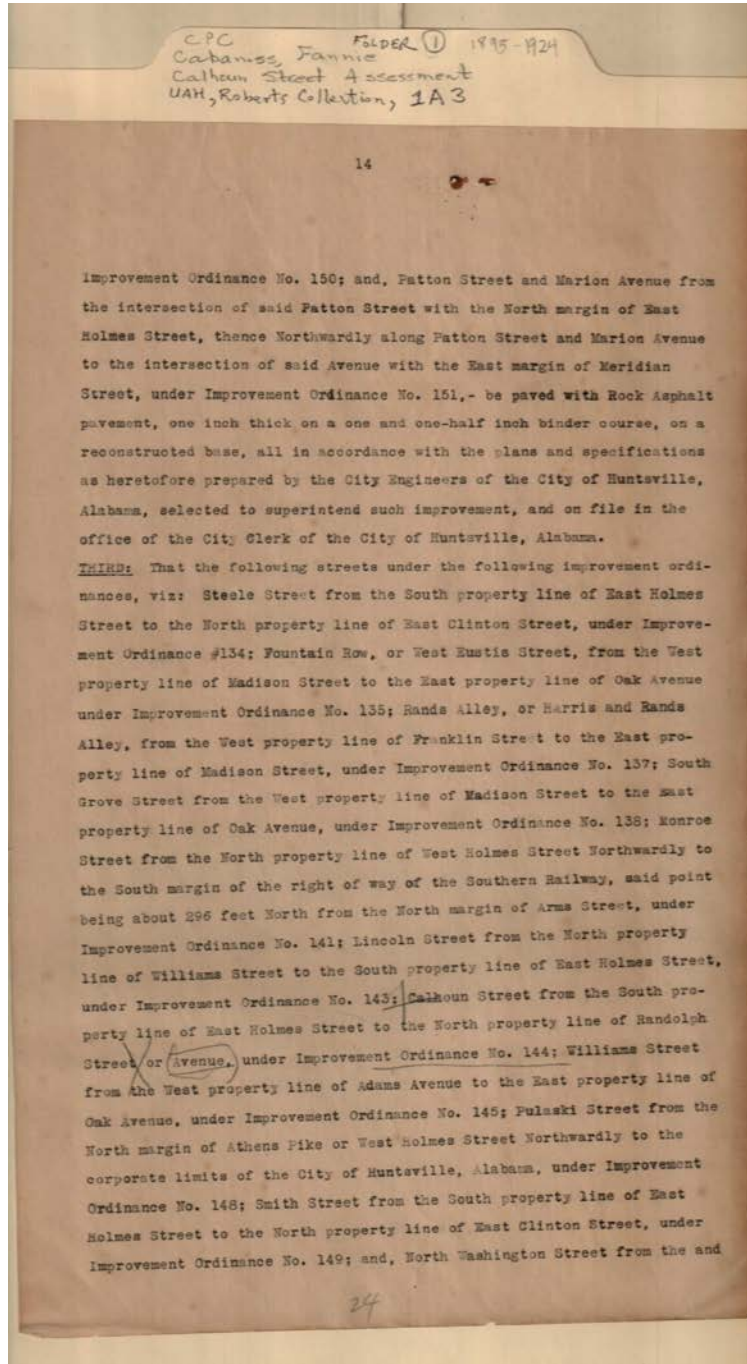 CPC FOLDER 1 1895-1924
Cabaniss, Fannie
Calhoun Street Assessment
UAH, Roberts Collection, 1A3
14
Improvement Ordinance No. 150; and, Patton Street and Marion Avenue from
the intersection of said Patton Street with the North margin of East
Holmes Street, thence Northwardly along Patton Street and Marion Avenue
to the intersection of said Avenue with the East margin of Meridian
Street, under Improvement Ordinance No. 151,- be paved with Rock Asphalt
pavement, one inch thick on a one and one-half inch binder course, on a
reconstructed base, all in accordance with the plans and specifications
as heretofore prepared by the City Engineers of the City of Huntsville,
Alabama, selected to superintend such improvement, and on file in the
office of the City Clerk of the City of Huntsville, Alabama.
THIRD: That the following streets under the following improvement ordi-
nances, viz: Steele Street from the South property line of East Holmes
Street to the North property line of East Clinton Street, under Improve-
ment Ordinance #134; Fountain Row, or West Eustis Street, from the West
property line of Madison Street to the East property line of Oak Avenue
under Improvement Ordinance No. 135; Rands Alley, or Harris and Rands
Alley, from the West property line of Franklin Street to the East pro-
perty line of Madison Street, under Improvement Ordinance No. 137; South
Grove Street from the West property line of Madison Street to the East
property line of Oak Avenue, under Improvement Ordinance No. 138; Monroe
Street from the North property line of West Holmes Street Northwardly to
the South margin of the right of way of the Southern Railway, said point
being about 296 feet North from the North margin of Arms Street, under
Improvement Ordinance No. 141; Lincoln Street from the North property
line of Williams Street to the South property line of East Holmes Street,
under Improvement Ordinance No. 143; Calhoun Street from the South pro-
perty line of East Holmes Street to the North property line of Randolph
Street or Avenue, under Improvement Ordinance No. 144; Williams Street
from the West property line of Adams Avenue to the East property line of
Oak Avenue, under Improvement Ordinance No. 145; Pulaski Street from the
North margin of Athens Pike or West Holmes Street Northwardly to the
corporate limits of the City of Huntsville, Alabama, under Improvement
Ordinance No. 148; Smith Street from the South property line of East
Holmes Street to the North property line of East Clinton Street, under
Improvement Ordinance No. 149; and, North Washington Street from the and
24